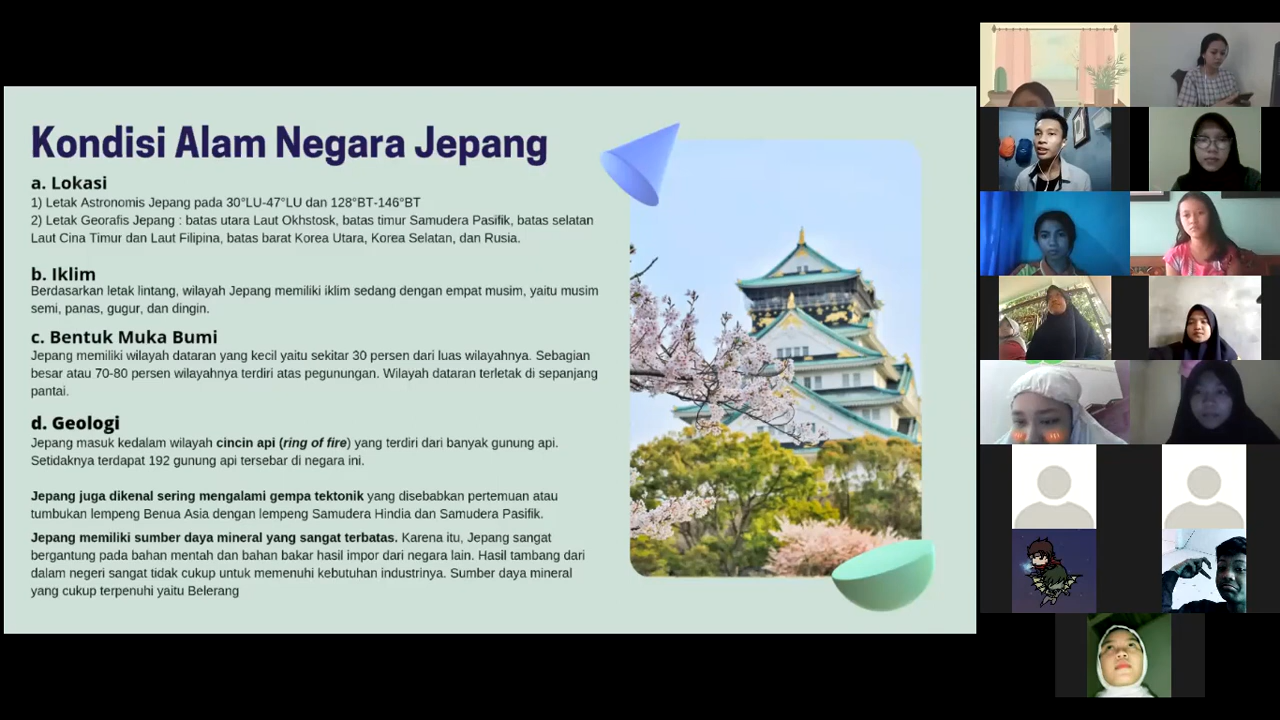 Kondisi Alam Negara Jepang
a. Lokasi
1) Letak Astronomis Jepang pada 30°LU-47°LU dan 128°BT-146°BT
2) Letak Georafis Jepang : batas utara Laut Okhstosk, batas timur Samudera Pasifik, batas selatan
Laut Cina Timur dan Laut Filipina, batas barat Korea Utara, Korea Selatan, dan Rusia.
b. Iklim
Berdasarkan letak lintang, wilayah Jepang memiliki iklim sedang dengan empat musim, yaitu musim
semi, panas, gugur, dan dingin.
c. Bentuk Muka Bumi
Jepang memiliki wilayah dataran yang kecil yaitu sekitar 30 persen dari luas wilayahnya. Sebagian
besar atau 70-80 persen wilayahnya terdiri atas pegunungan. Wilayah dataran terletak di sepanjang
pantai.
d. Geologi
Jepang masuk kedalam wilayah cincin api (ring of fire) yang terdiri dari banyak gunung api.
Setidaknya terdapat 192 gunung api tersebar di negara ini.
Jepang juga dikenal sering mengalami gempa tektonik yang disebabkan pertemuan atau
tumbukan lempeng Benua Asia dengan lempeng Samudera Hindia dan Samudera Pasifik.
Jepang memiliki sumber daya mineral yang sangat terbatas. Karena itu, Jepang sangat
bergantung pada bahan mentah dan bahan bakar hasil impor dari negara lain. Hasil tambang dari
dalam negeri sangat tidak cukup untuk memenuhi kebutuhan industrinya. Sumber daya mineral
yang cukup terpenuhi yaitu Belerang